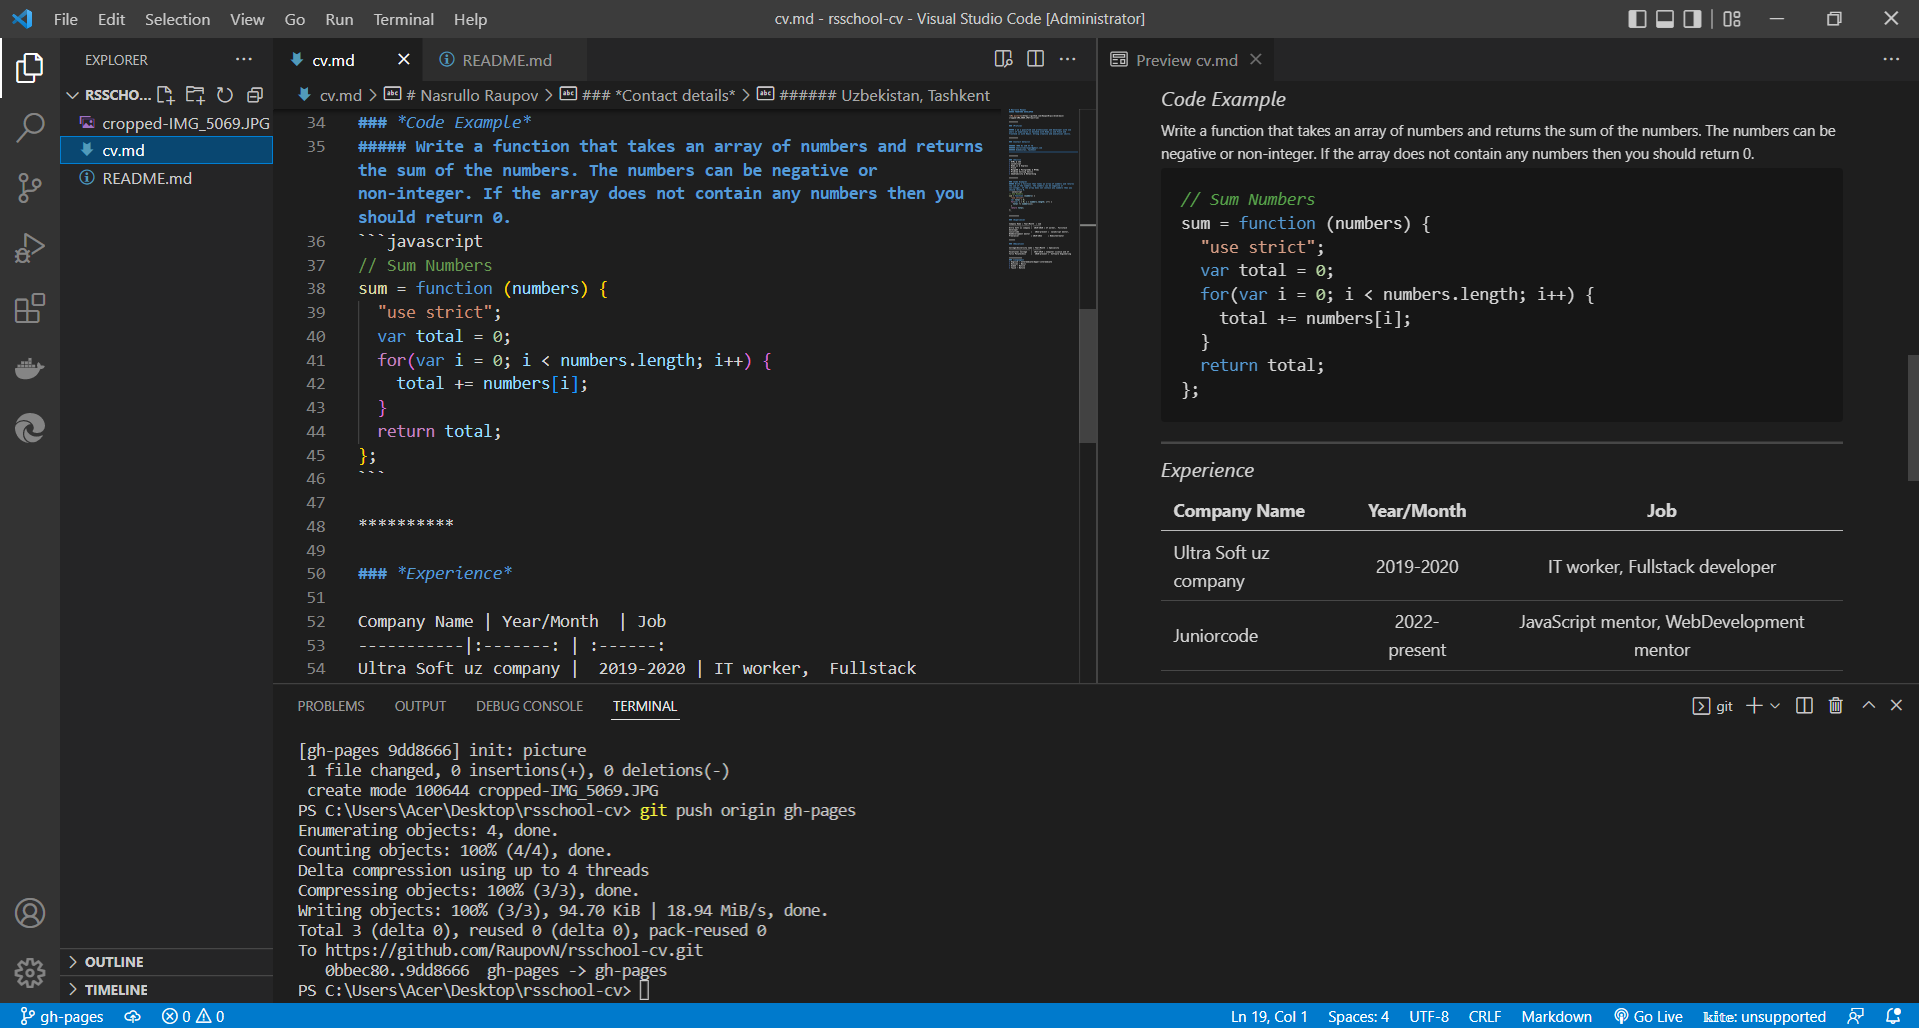 File Edit Selection View Go Run Terminal Help
cv.md - rsschool-cv - Visual Studio Code [Administrator]
EXPLORER
RSSCHO...
cropped-IMG_5069.JPG
cv.md
README.md
OUTLINE
TIMELINE
cv.md
README.md
cv.md > # Nasrullo Raupov > ### *Contact details* > ###### Uzbekistan, Tashkent
34 ### *Code Example*
35 ##### Write a function that takes an array of numbers and returns
the sum of the numbers. The numbers can be negative or
non-integer. If the array does not contain any numbers then you
should return 0.
36 ```javascript
37 // Sum Numbers
38 sum = function (numbers) {
39 "use strict";
40 var total = 0;
41 for(var i = 0; i < numbers.length; i++) {
42 total += numbers[i];
43 }
44 return total;
45 };
46 ```
47
48 **********
49
50 ### *Experience*
51
52 Company Name | Year/Month | Job
53 -----------|:-------: | :------:
54 Ultra Soft uz company | 2019-2020 | IT worker, Fullstack
Preview cv.md
Code Example
Write a function that takes an array of numbers and returns the sum of the numbers. The numbers can be
negative or non-integer. If the array does not contain any numbers then you should return 0.
// Sum Numbers
sum = function (numbers) {
"use strict";
var total = 0;
for(var i = 0; i < numbers.length; i++) {
total += numbers[i];
}
return total;
};
Experience
Company Name Year/Month Job
Ultra Soft uz
company
2019-2020
IT worker, Fullstack developer
Juniorcode
2022-
present
JavaScript mentor, WebDevelopment
mentor
PROBLEMS OUTPUT DEBUG CONSOLE TERMINAL
git
[gh-pages 9dd8666] init: picture
1 file changed, 0 insertions(+), 0 deletions(-)
create mode 100644 cropped-IMG_5069.JPG
PS C:\Users\Acer\Desktop\rsschool-cv> git push origin gh-pages
Enumerating objects: 4, done.
Counting objects: 100% (4/4), done.
Delta compression using up to 4 threads
Compressing objects: 100% (3/3), done.
Writing objects: 100% (3/3), 94.70 KiB | 18.94 MiB/s, done.
Total 3 (delta 0), reused 0 (delta 0), pack-reused 0
To https://github.com/RaupovN/rsschool-cv.git
0bbec80..9dd8666 gh-pages -> gh-pages
PS C:\Users\Acer\Desktop\rsschool-cv>
gh-pages 0 0
Ln 19, Col 1 Spaces: 4 UTF-8 CRLF Markdown Go Live kite: unsupported